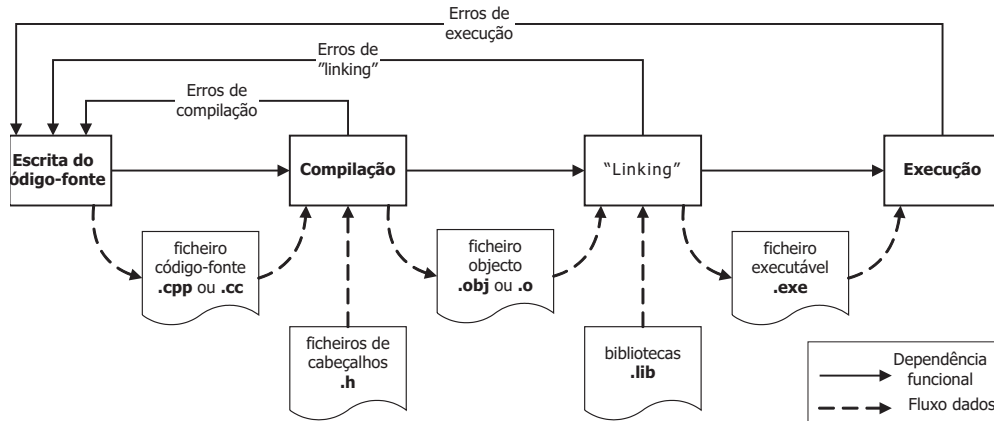 Erros de
execução
Erros de
”linking”
Erros de
compilação
Escrita do
ódigo-fonte
Compilação
“Linking”
Execução
ficheiro
código-fonte
.cpp ou .cc
ficheiro
objecto
.obj ou .o
ficheiro
executável
.exe
ficheiros de
cabeçalhos
.h
bibliotecas
.lib
Dependência
funcional
Fluxo dados